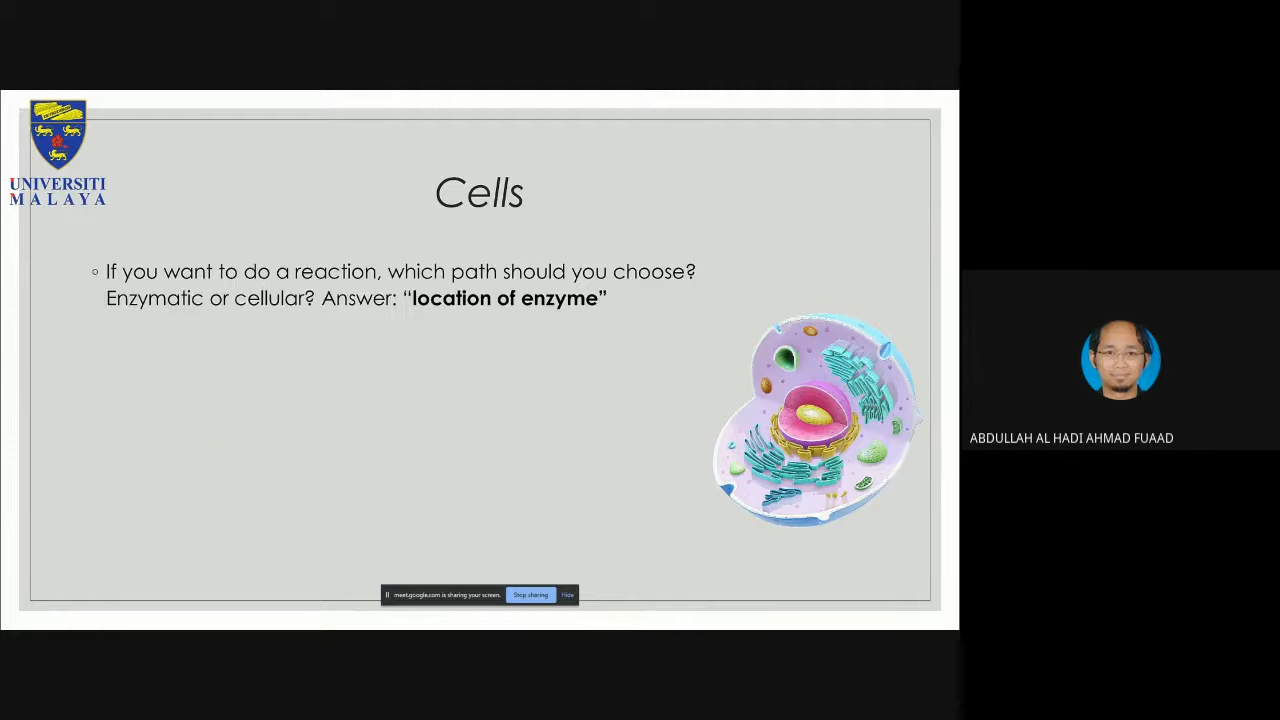 UNIVERSITI
MALAYA
Cells
If you want to do a reaction, which path should you choose?
Enzymatic or cellular? Answer: “location of enzyme”
meet.google.com is sharing your screen. Stop sharing Hide
ABDULLAH AL HADI AHMAD FUAAD